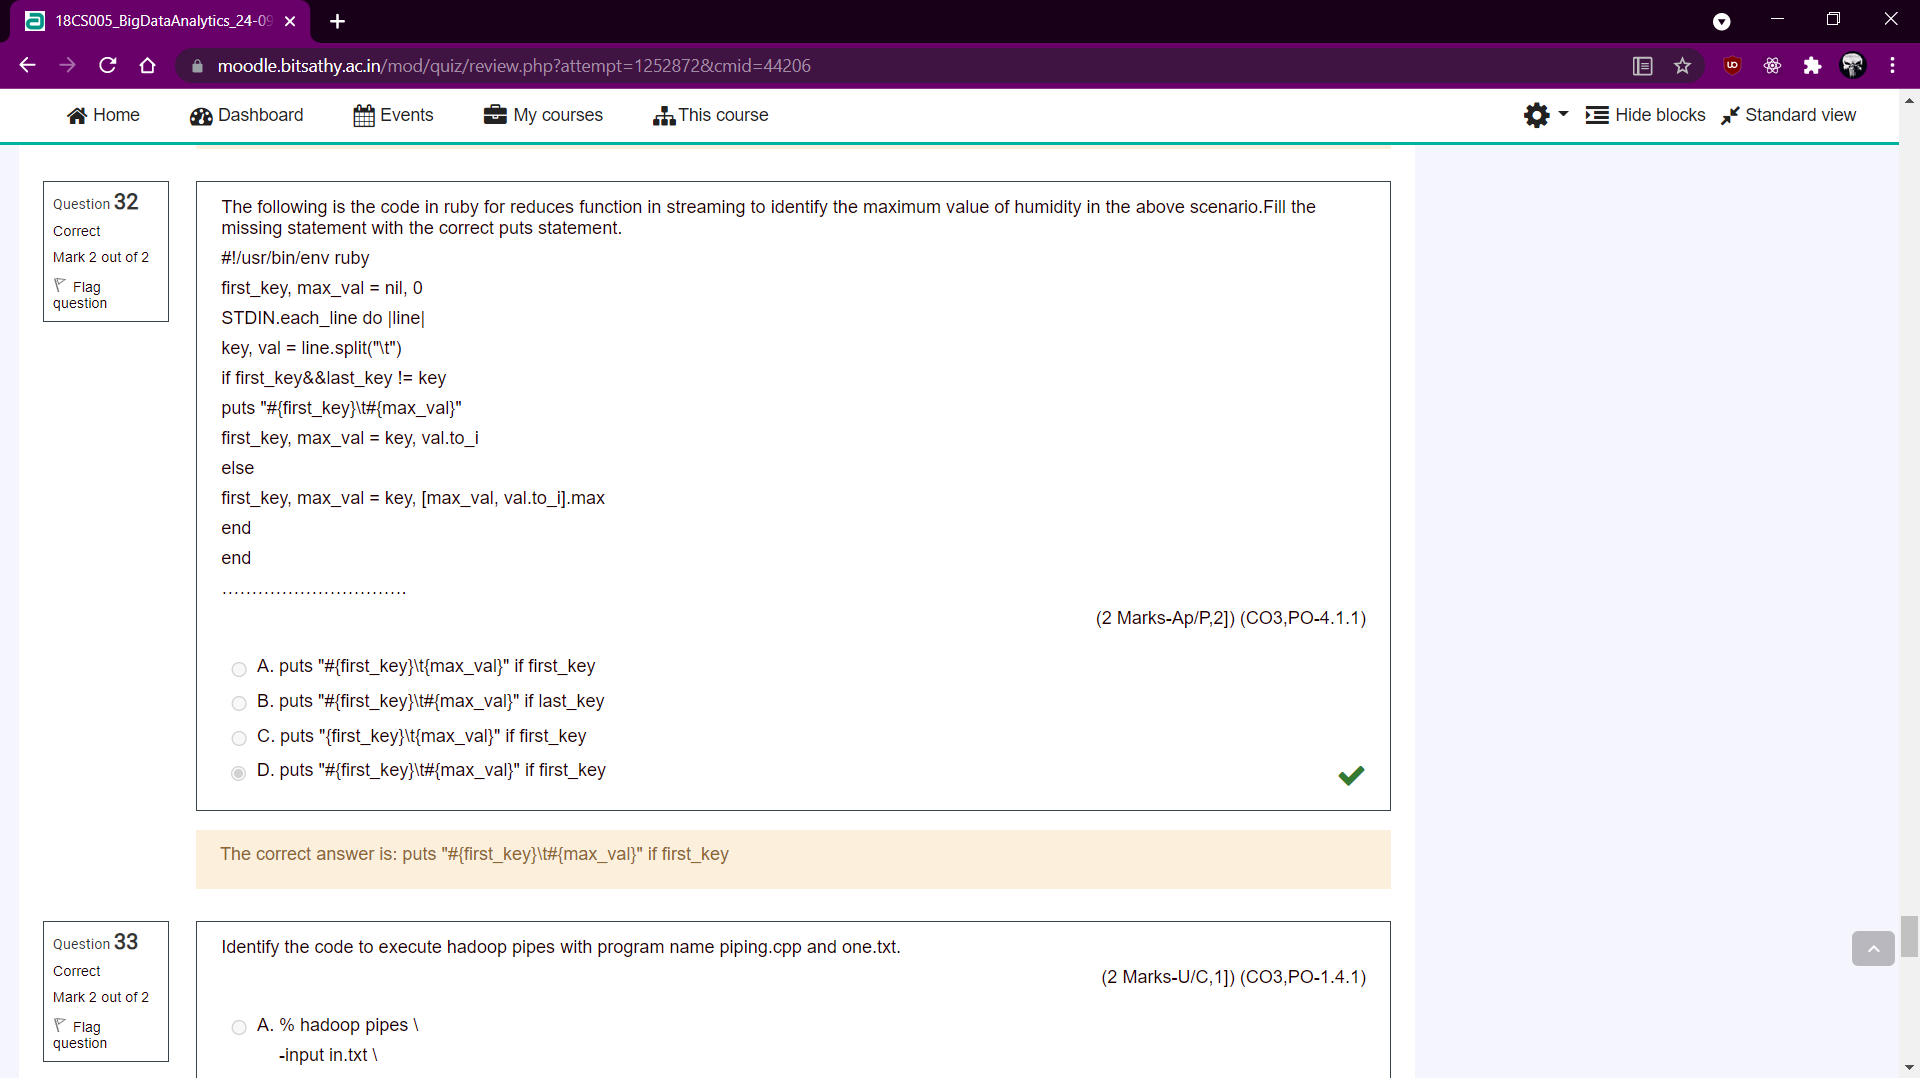 18CS005_BigDataAnalytics_24-09
moodle.bitsathy.ac.in/mod/quiz/review.php?attempt=1252872&cmid=44206
Home
Dashboard
Events
My courses
This course
Hide blocks
Standard view
Question 32
Correct
Mark 2 out of 2
Flag
question
The following is the code in ruby for reduces function in streaming to identify the maximum value of humidity in the above scenario.Fill the
missing statement with the correct puts statement.
#!/usr/bin/env ruby
first_key, max_val = nil, 0
STDIN.each_line do |line|
key, val = line.split("\t")
if first_key&&last_key != key
puts "#{first_key}\t#{max_val}"
first_key, max_val = key, val.to_i
else
first_key, max_val = key, [max_val, val.to_i].max
end
end
…………………………
(2 Marks-Ap/P,2]) (CO3,PO-4.1.1)
A. puts "#{first_key}\t{max_val}" if first_key
B. puts "#{first_key}\t#{max_val}" if last_key
C. puts "{first_key}\t{max_val}" if first_key
D. puts "#{first_key}\t#{max_val}" if first_key
The correct answer is: puts "#{first_key}\t#{max_val}" if first_key
Question 33
Correct
Mark 2 out of 2
Flag
question
Identify the code to execute hadoop pipes with program name piping.cpp and one.txt.
(2 Marks-U/C,1]) (CO3,PO-1.4.1)
A. % hadoop pipes \
-input in.txt \